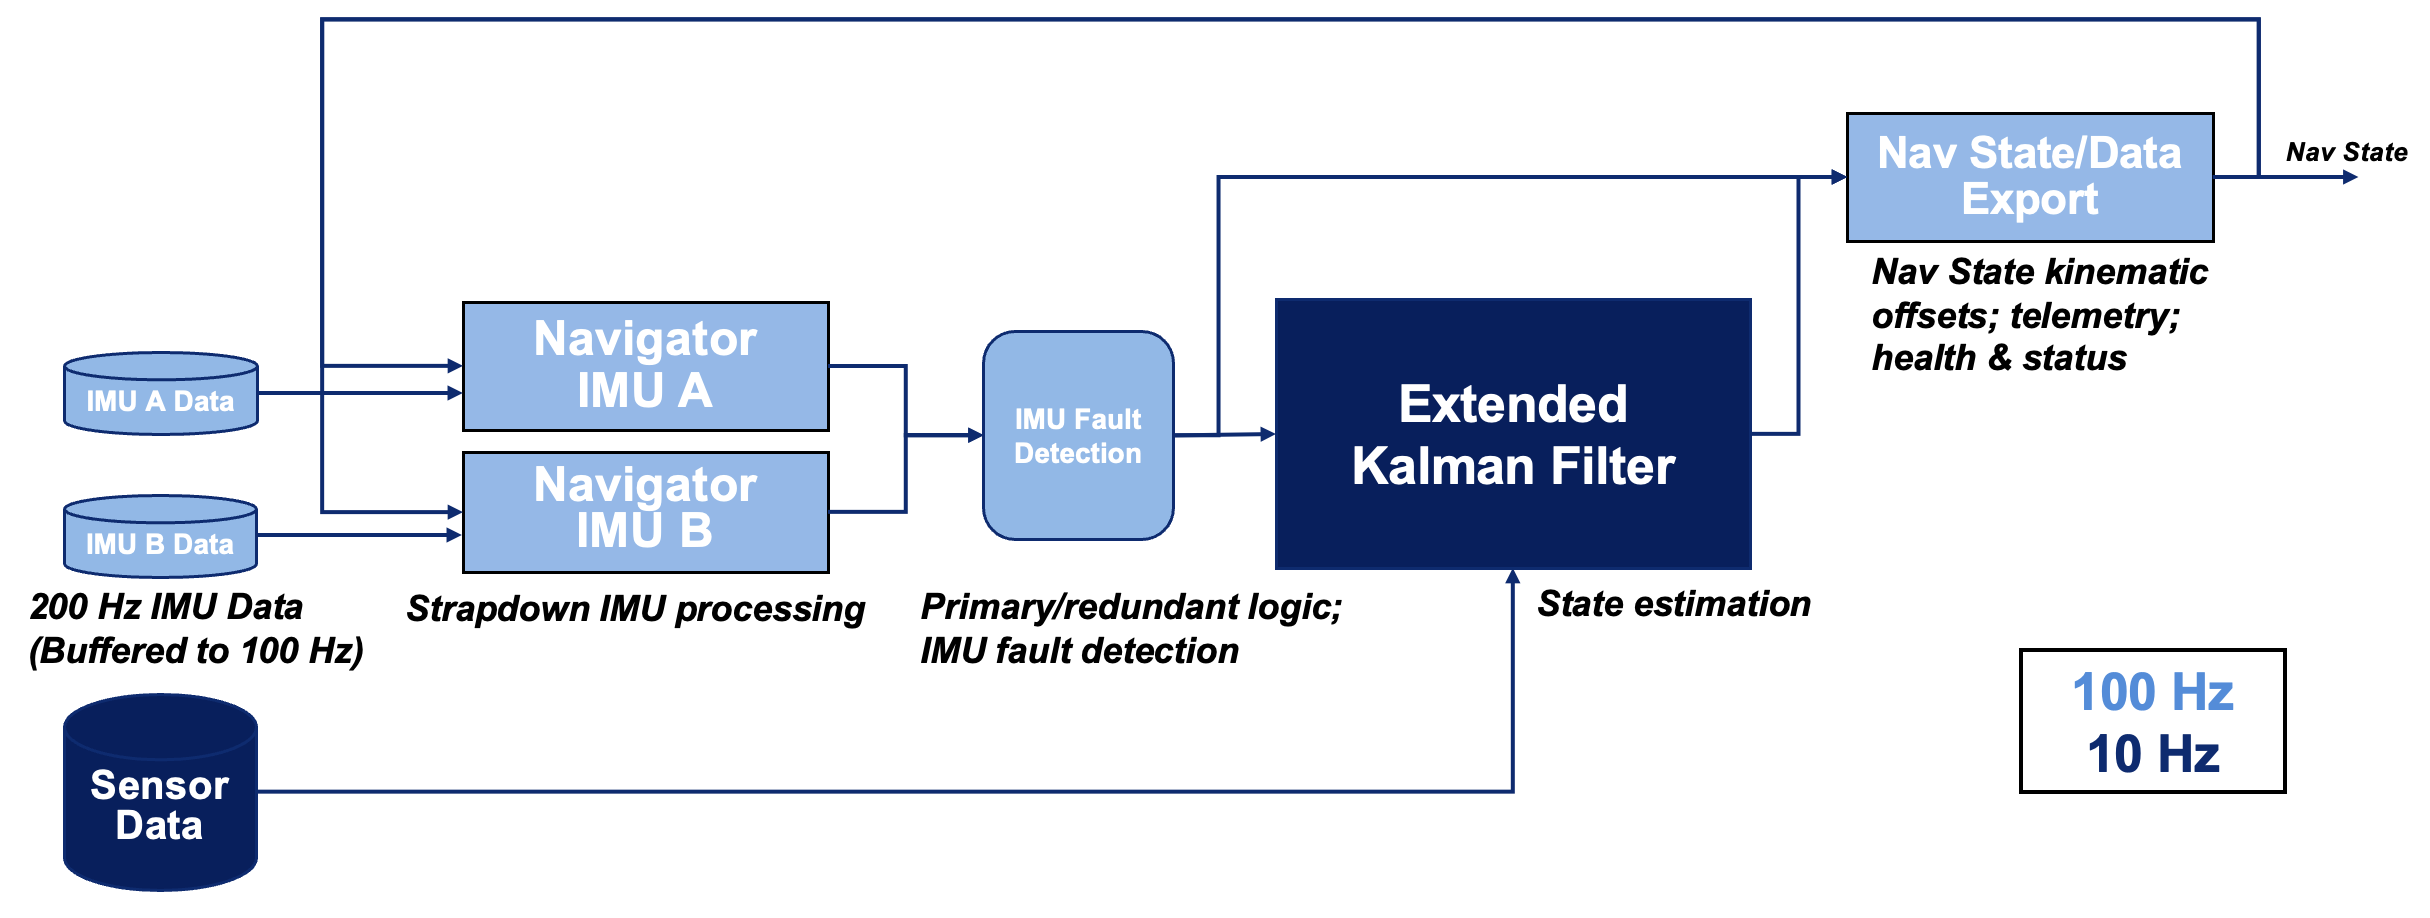 Nav State/Data
Export
Nav State
Nav State kinematic
offsets; telemetry;
health & status
Navigator
IMU A
IMU A Data
IMU Fault
Detection
Extended
Kalman Filter
Navigator
IMU B
IMU B Data
200 Hz IMU Data
(Buffered to 100 Hz)
Strapdown IMU processing
Primary/redundant logic;
IMU fault detection
State estimation
Sensor
Data
100 Hz
10 Hz